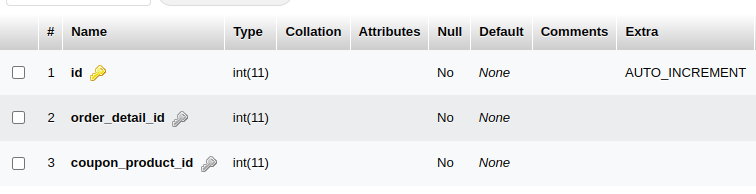 # Name Type Collation Attributes Null Default Comments Extra
1 id int(11) No None AUTO_INCREMENT
2 order_detail_id int(11) No None
3 coupon_product_id int(11) No None